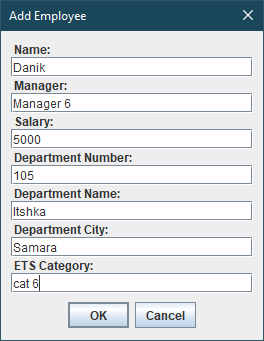 Add Employee
Name:
Danik
Manager:
Manager 6
Salary:
5000
Department Number:
105
Department Name:
Itshka
Department City:
Samara
ETS Category:
cat 6
OK Cancel